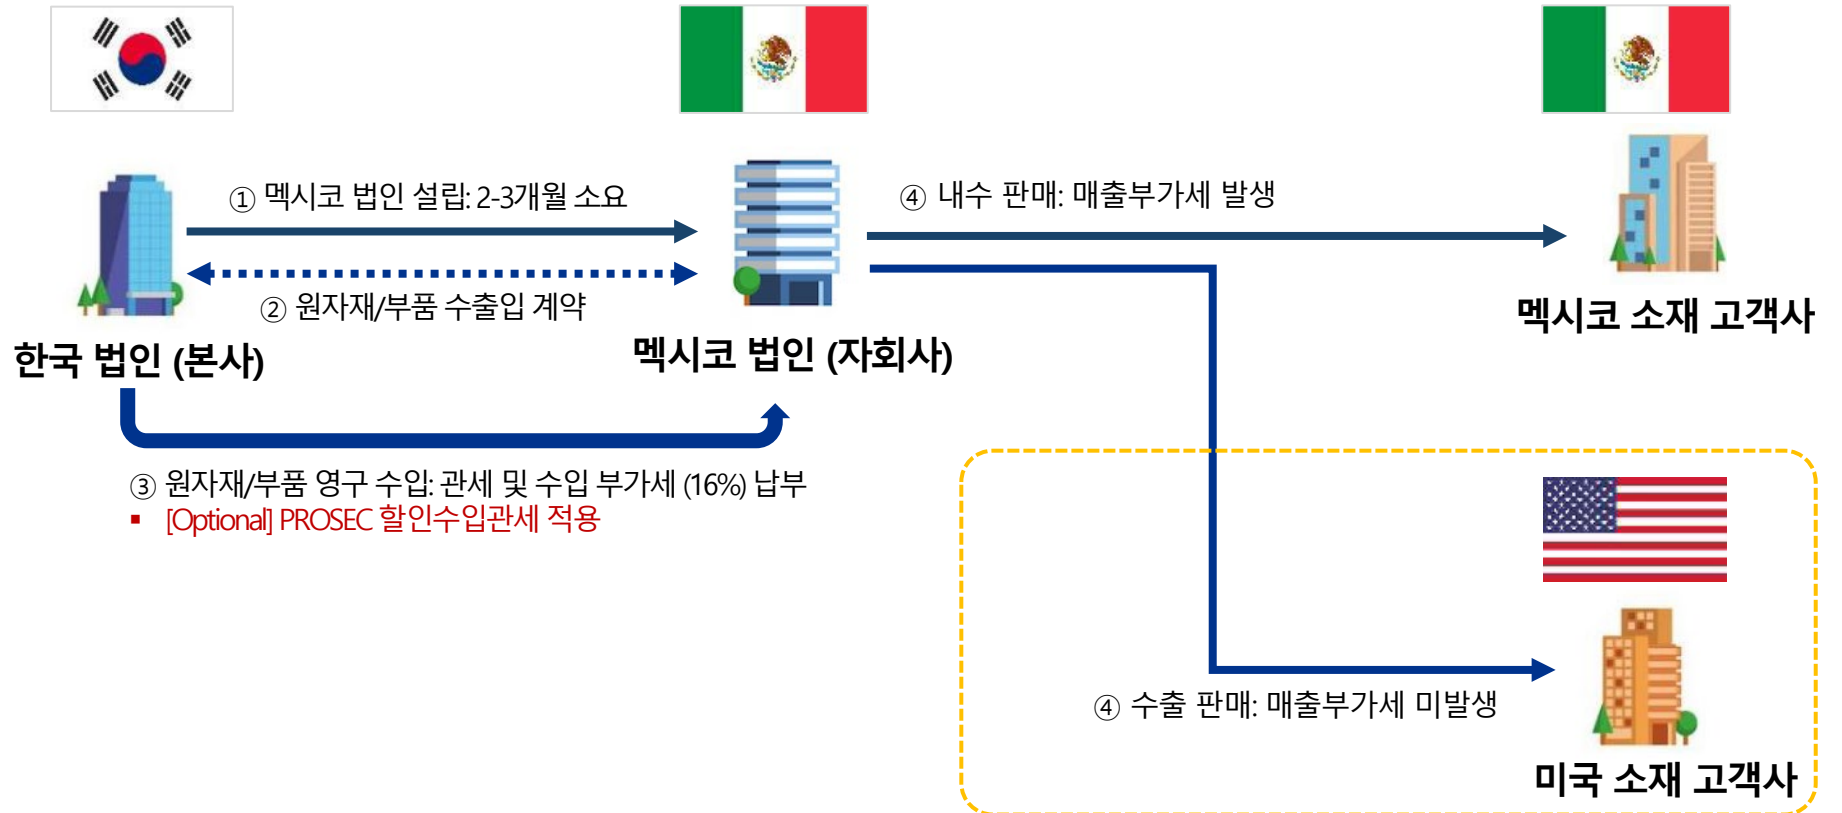 ① 멕시코 법인 설립: 2-3개월 소요
② 원자재/부품 수출입 계약
한국 법인 (본사)
멕시코 법인 (자회사)
③ 원자재/부품 영구 수입: 관세 및 수입 부가세 (16%) 납부
▪ [Optional] PROSEC 할인수입관세 적용
④ 내수 판매: 매출부가세 발생
멕시코 소재 고객사
④ 수출 판매: 매출부가세 미발생
미국 소재 고객사